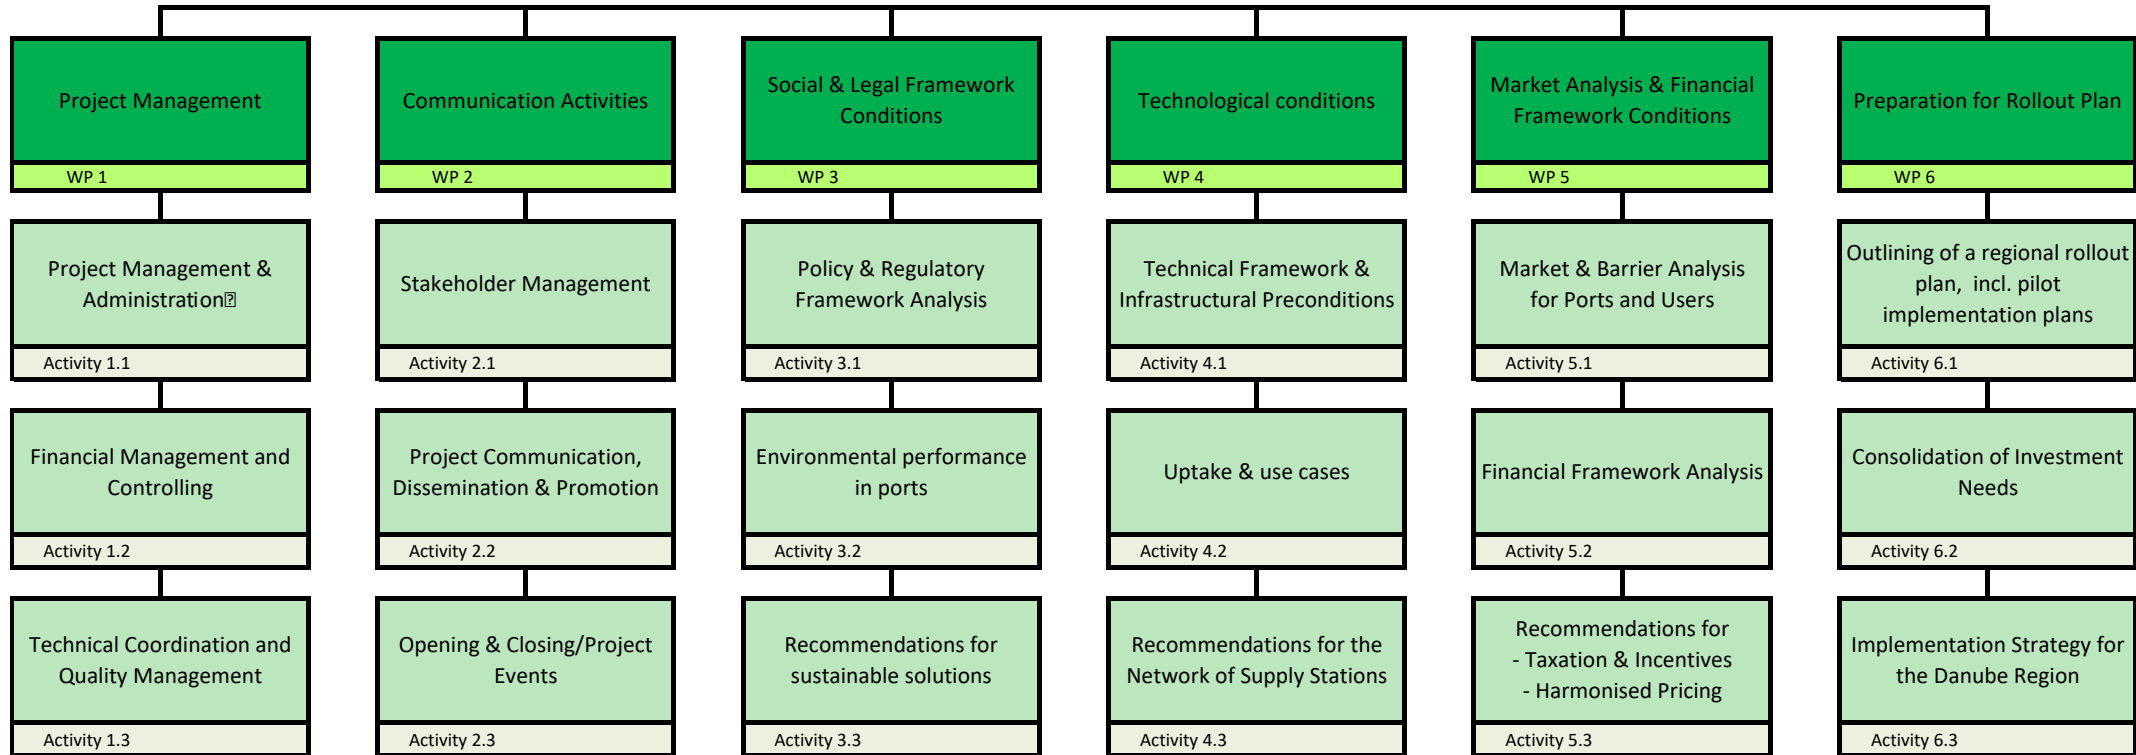 Project Management
WP 1
Communication Activities
WP 2
Social & Legal Framework
Conditions
WP 3
Technological conditions
WP 4
Market Analysis & Financial
Framework Conditions
WP 5
Preparation for Rollout Plan
WP 6
Project Management &
Administration⍰
Activity 1.1
Stakeholder Management
Activity 2.1
Policy & Regulatory
Framework Analysis
Activity 3.1
Technical Framework &
Infrastructural Preconditions
Activity 4.1
Market & Barrier Analysis
for Ports and Users
Activity 5.1
Outlining of a regional rollout
plan,  incl. pilot
implementation plans
Activity 6.1
Financial Management and
Controlling
Activity 1.2
Project Communication,
Dissemination & Promotion
Activity 2.2
Environmental performance
in ports
Activity 3.2
Uptake & use cases
Activity 4.2
Financial Framework Analysis
Activity 5.2
Consolidation of Investment
Needs
Activity 6.2
Technical Coordination and
Quality Management
Activity 1.3
Opening & Closing/Project
Events
Activity 2.3
Recommendations for
sustainable solutions
Activity 3.3
Recommendations for the
Network of Supply Stations
Activity 4.3
Recommendations for
- Taxation & Incentives
- Harmonised Pricing
Activity 5.3
Implementation Strategy for
the Danube Region
Activity 6.3